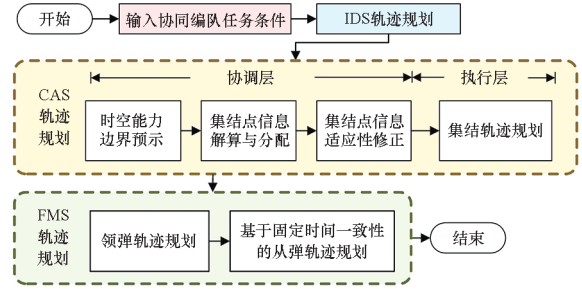 开始
输入协同编队任务条件
IDS轨迹规划
协调层
执行层
CAS
轨迹
规划
时空能力
边界预示
集结点信息
解算与分配
集结点信息
适应性修正
集结轨迹规划
FMS
轨迹
规划
领弹轨迹规划
基于固定时间一致性
的从弹轨迹规划
结束